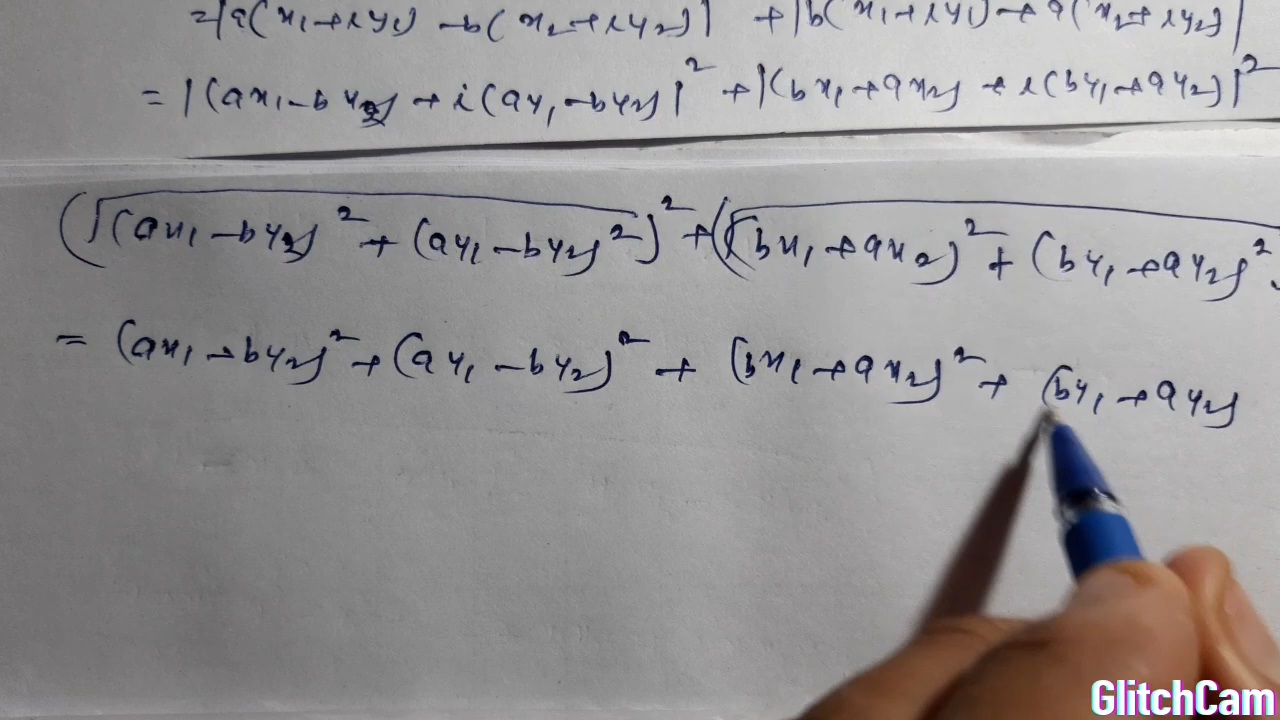 =|a(x₁+iy₁) -b(x₂+iy₂)| +|b(x₁+iy₁)+a(x₂+iy₂)|
=|(ax₁-by₂)+i(ay₁-by₂)|²+|(bx₁+ax₂)+i(by₁+ay₂)|²
(√(ax₁-by₂)²+(ay₁-by₂)²)²+(√(bx₁+ax₂)²+(by₁+ay₂)²
=(ax₁-by₂)²+(ay₁-by₂)²+(bx₁+ax₂)²+(by₁+ay₂)
GlitchCam